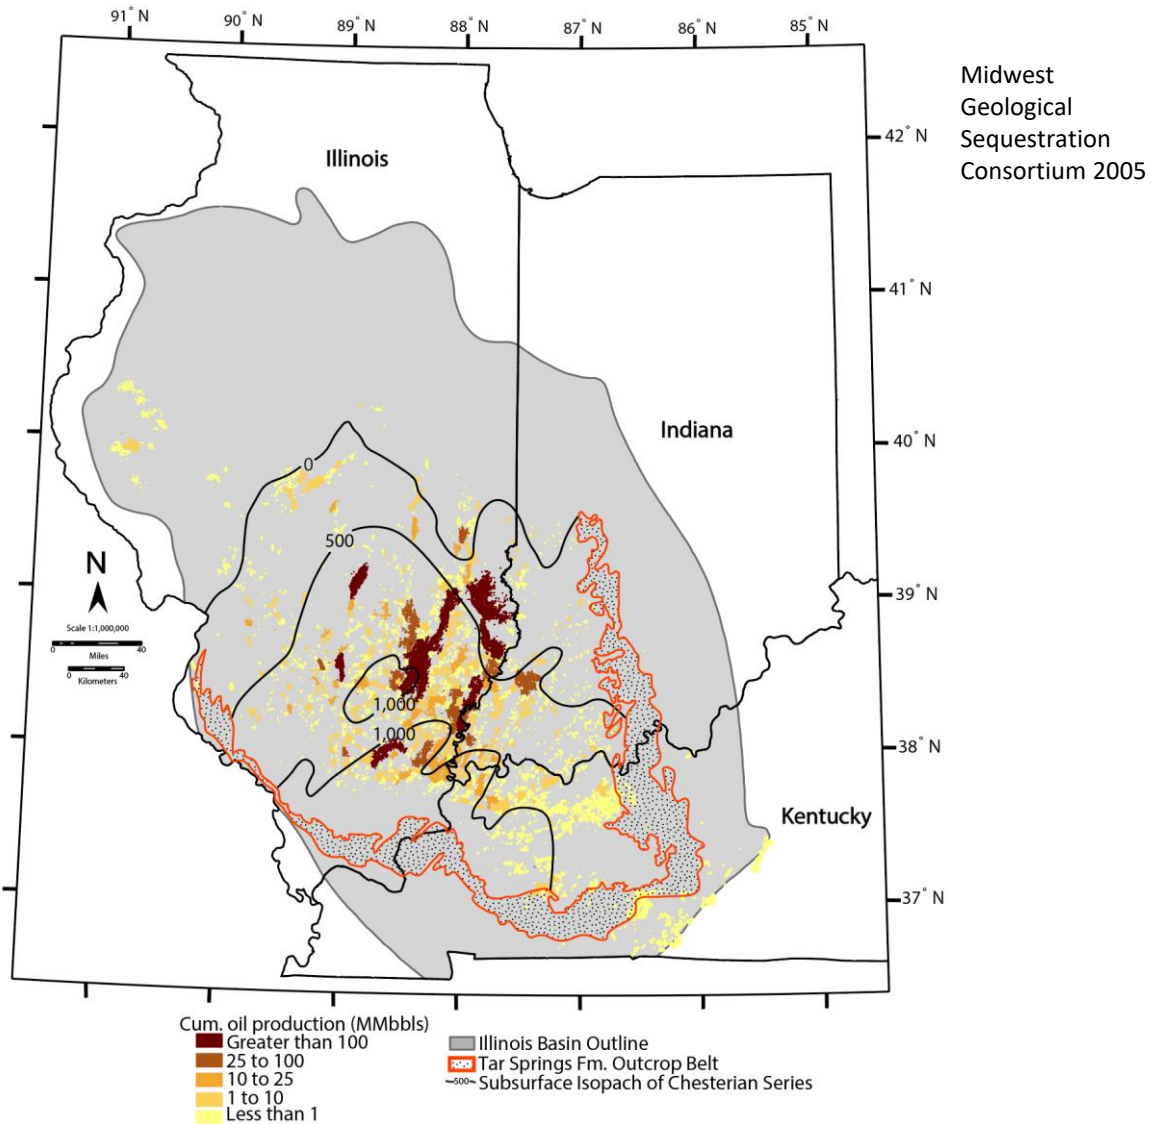 91° N 90° N 89° N 88° N 87° N 86° N 85° N
Midwest
Geological
Sequestration
Consortium 2005
42° N
Illinois
41° N
Indiana
40° N
0
500
N
39° N
Scale 1:1,000,000
0 40
Miles
0 40
Kilometers
1,000
1,000
38° N
Kentucky
37° N
Cum. oil production (MMbbls)
Greater than 100
25 to 100
10 to 25
1 to 10
Less than 1
Illinois Basin Outline
Tar Springs Fm. Outcrop Belt
500 Subsurface Isopach of Chesterian Series